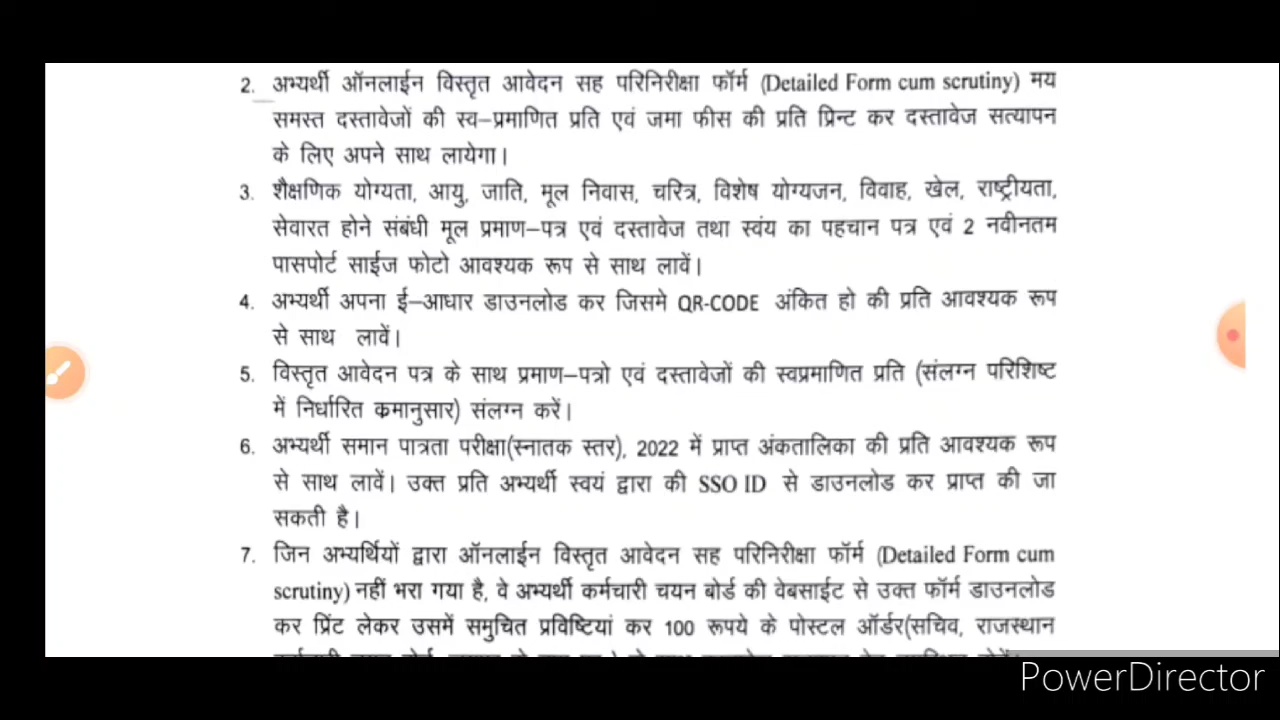 2. अभ्यर्थी ऑनलाईन विस्तृत आवेदन सह परिनिरीक्षा फॉर्म (Detailed Form cum scrutiny) मय
समस्त दस्तावेजों की स्व–प्रमाणित प्रति एवं जमा फीस की प्रति प्रिन्ट कर दस्तावेज सत्यापन
के लिए अपने साथ लायेगा।
3. शैक्षणिक योग्यता, आयु, जाति, मूल निवास, चरित्र, विशेष योग्यजन, विवाह, खेल, राष्ट्रीयता,
सेवारत होने संबंधी मूल प्रमाण–पत्र एवं दस्तावेज तथा स्वंय का पहचान पत्र एवं 2 नवीनतम
पासपोर्ट साईज फोटो आवश्यक रूप से साथ लावें।
4. अभ्यर्थी अपना ई–आधार डाउनलोड कर जिसमे QR-CODE अंकित हो की प्रति आवश्यक रूप
से साथ लावें।
5. विस्तृत आवेदन पत्र के साथ प्रमाण–पत्रो एवं दस्तावेजों की स्वप्रमाणित प्रति (संलग्न परिशिष्ट
में निर्धारित क्रमानुसार) संलग्न करें।
6. अभ्यर्थी समान पात्रता परीक्षा(स्नातक स्तर), 2022 में प्राप्त अंकतालिका की प्रति आवश्यक रूप
से साथ लावें। उक्त प्रति अभ्यर्थी स्वयं द्वारा की SSO ID से डाउनलोड कर प्राप्त की जा
सकती है।
7. जिन अभ्यर्थियों द्वारा ऑनलाईन विस्तृत आवेदन सह परिनिरीक्षा फॉर्म (Detailed Form cum
scrutiny) नहीं भरा गया है, वे अभ्यर्थी कर्मचारी चयन बोर्ड की वेबसाईट से उक्त फॉर्म डाउनलोड
कर प्रिंट लेकर उसमें समुचित प्रविष्टियां कर 100 रूपये के पोस्टल ऑर्डर(सचिव, राजस्थान
PowerDirector